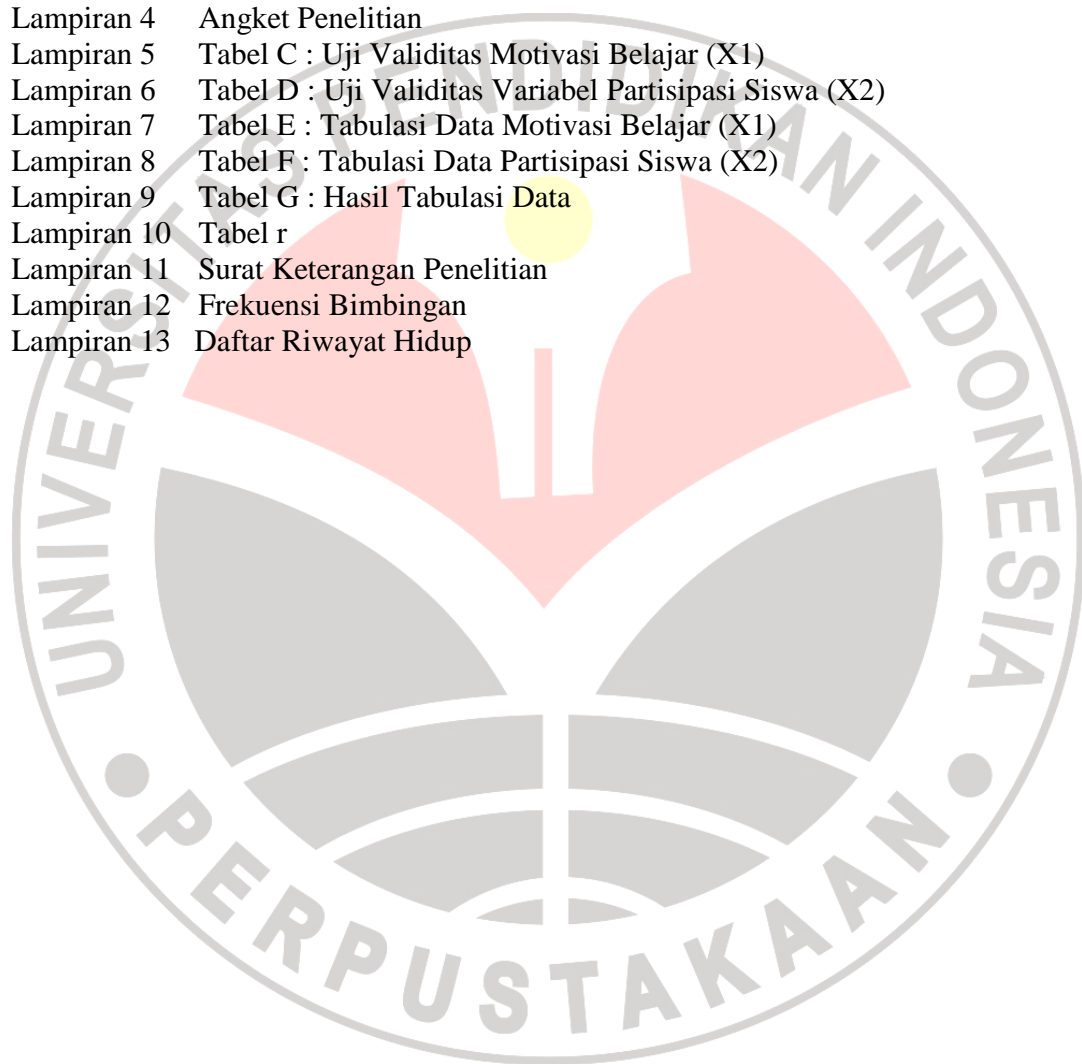 Lampiran 4 Angket Penelitian
Lampiran 5 Tabel C : Uji Validitas Motivasi Belajar (X1)
Lampiran 6 Tabel D : Uji Validitas Variabel Partisipasi Siswa (X2)
Lampiran 7 Tabel E : Tabulasi Data Motivasi Belajar (X1)
Lampiran 8 Tabel F : Tabulasi Data Partisipasi Siswa (X2)
Lampiran 9 Tabel G : Hasil Tabulasi Data
Lampiran 10 Tabel r
Lampiran 11 Surat Keterangan Penelitian
Lampiran 12 Frekuensi Bimbingan
Lampiran 13 Daftar Riwayat Hidup
UNIVERSITAS PENDIDIKAN INDONESIA
PERPUSTAKAAN